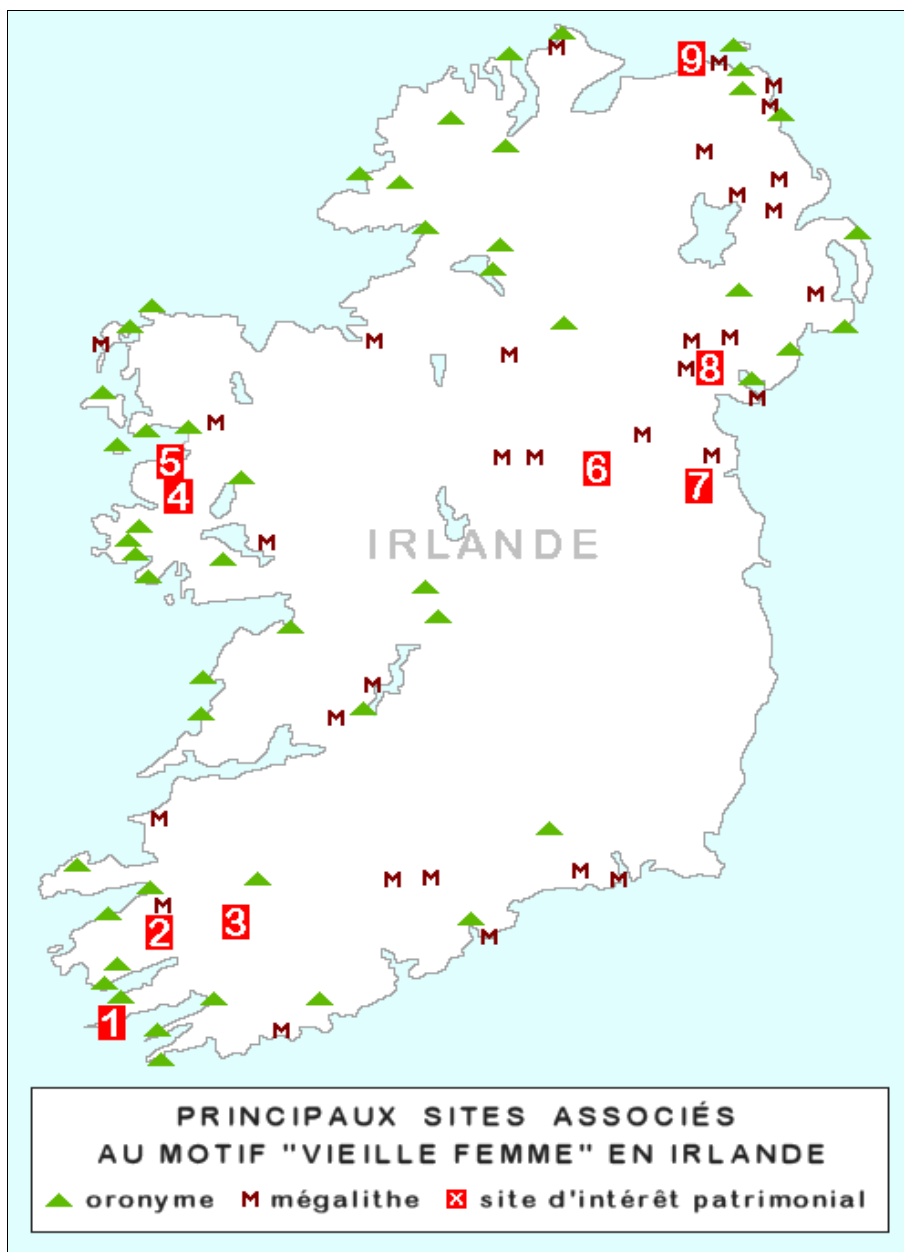 9
8
5
6
4
7
IRLANDE
3
2
1
PRINCIPAUX SITES ASSOCIÉS
AU MOTIF "VIEILLE FEMME" EN IRLANDE
oronyme M mégalithe x site d'intérêt patrimonial